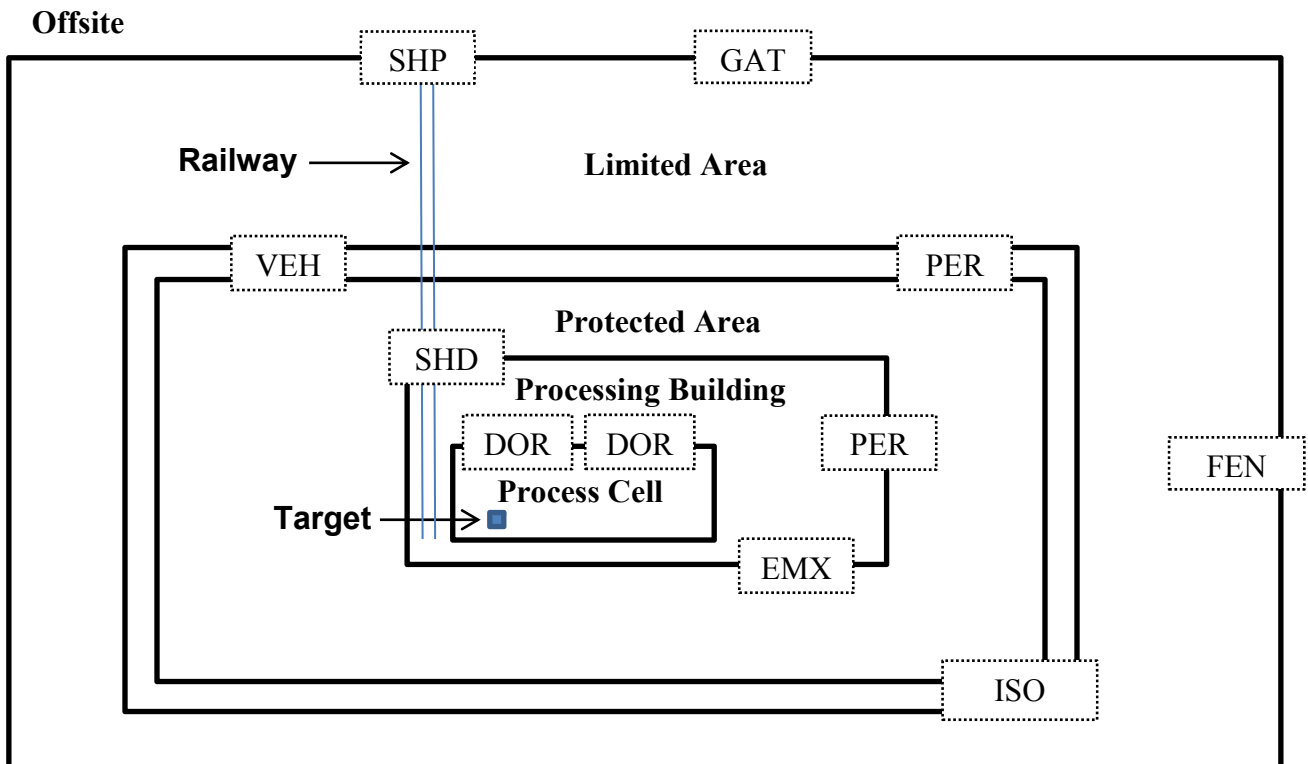 Offsite
SHP
GAT
Railway
Limited Area
VEH
PER
Protected Area
SHD
Processing Building
DOR
DOR
PER
FEN
Process Cell
Target
EMX
ISO